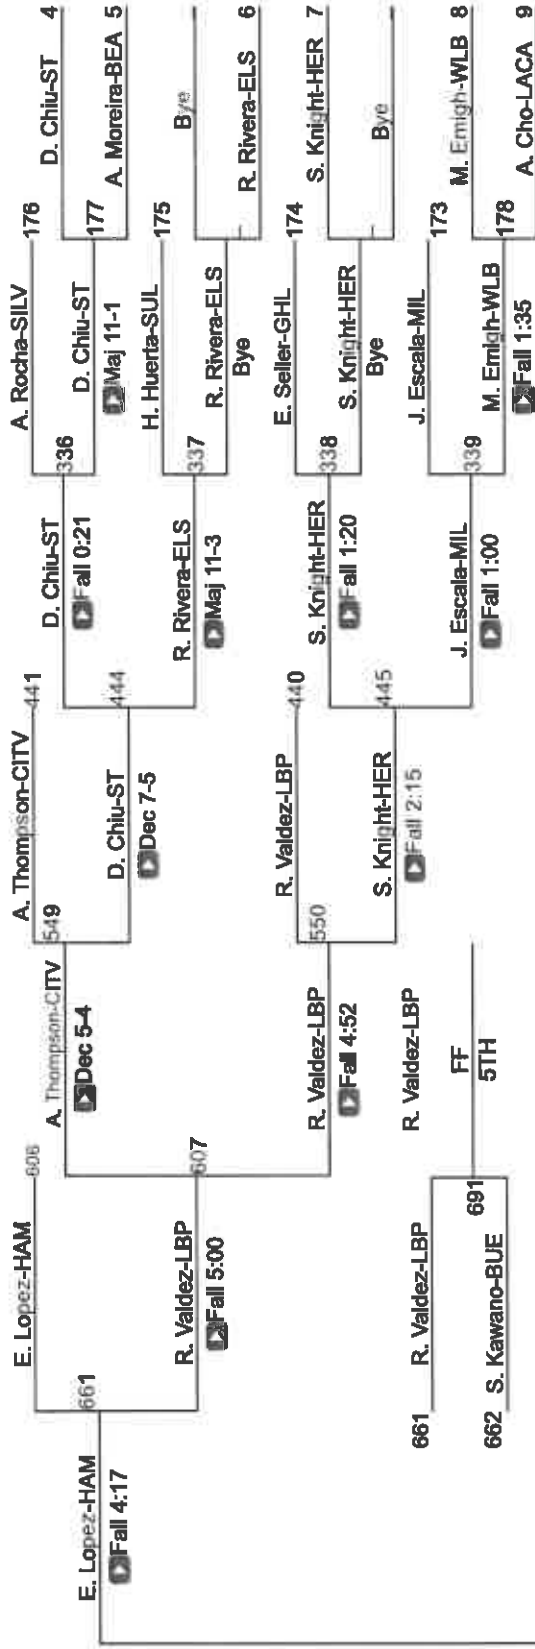 E. Lopez-HAM
Fall 4:17
E. Lopez-HAM 606
661
R. Valdez-LBP
Fall 5:00
A. Thompson-CITV
Dec 5-4
607
R. Valdez-LBP
Fall 4:52
A. Thompson-CITV 441
549
D. Chiu-ST
Dec 7-5
R. Valdez-LBP 440
550
S. Knight-HER
Fall 2:15
D. Chiu-ST
Fall 0:21
444
R. Rivera-ELS
Maj 11-3
S. Knight-HER
Fall 1:20
445
J. Escala-MIL
Fall 1:00
A. Rocha-SILV 176
336
D. Chiu-ST 177
Maj 11-1
H. Huerta-SUL 175
337
R. Rivera-ELS
Bye
E. Seller-GHL 174
338
S. Knight-HER
Bye
J. Escala-MIL 173
339
M. Emigh-WLB 178
Fall 1:35
D. Chiu-ST 4
A. Moreira-BEA 5
Bye
R. Rivera-ELS 6
S. Knight-HER 7
Bye
M. Emigh-WLB 8
A. Cho-LACA 9
661 R. Valdez-LBP
662 S. Kawano-BUE
691
R. Valdez-LBP
FF
5TH